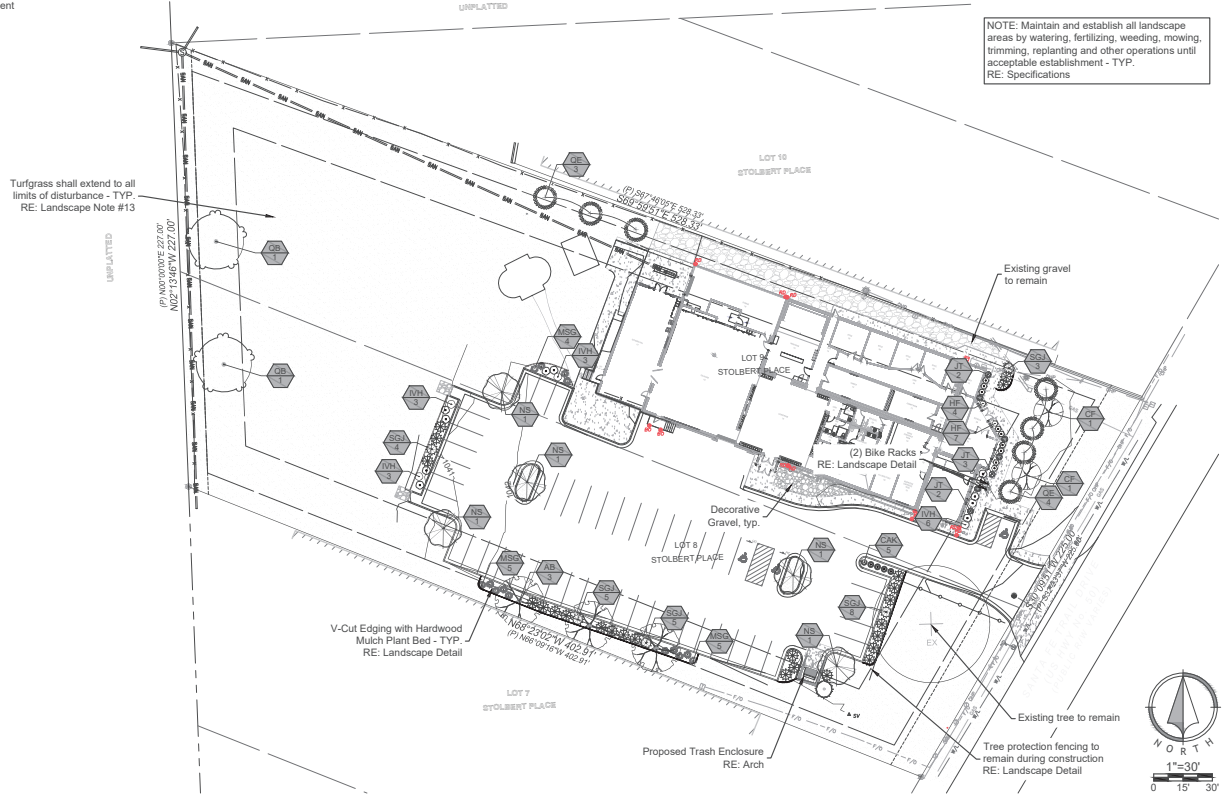 ent
UNPLATTED
NOTE: Maintain and establish all landscape
areas by watering, fertilizing, weeding, mowing,
trimming, replanting and other operations until
acceptable establishment - TYP.
RE: Specifications
LOT 10
STOLBERT PLACE
QE
3
(P) S67°46'05"E 528.33'
S69°59'51"E 528.33'
Turfgrass shall extend to all
limits of disturbance - TYP.
RE: Landscape Note #13
UNPLATTED
(P) N00°00'00"E 227.00'
N02°13'46"W 227.00'
QB
1
QB
1
Existing gravel
to remain
MSG
4
IVH
3
LOT 9
STOLBERT PLACE
JT
2
SGJ
3
HF
4
HF
7
CF
1
JT
3
CF
1
JT
2
QE
4
IVH
6
(2) Bike Racks
RE: Landscape Detail
Decorative
Gravel, typ.
IVH
3
NS
1
SGJ
4
IVH
3
1041
NS
1
1042
NS
1
LOT 8
STOLBERT PLACE
NS
1
CAK
5
MSG
5
AB
3
SGJ
5
SGJ
5
MSG
5
SGJ
8
NS
1
EX
V-Cut Edging with Hardwood
Mulch Plant Bed - TYP.
RE: Landscape Detail
N68°23'02"W 402.91'
(P) N66°09'16"W 402.91'
LOT 7
STOLBERT PLACE
SV
Proposed Trash Enclosure
RE: Arch
Existing tree to remain
Tree protection fencing to
remain during construction
RE: Landscape Detail
NORTH
1"=30'
0 15' 30'